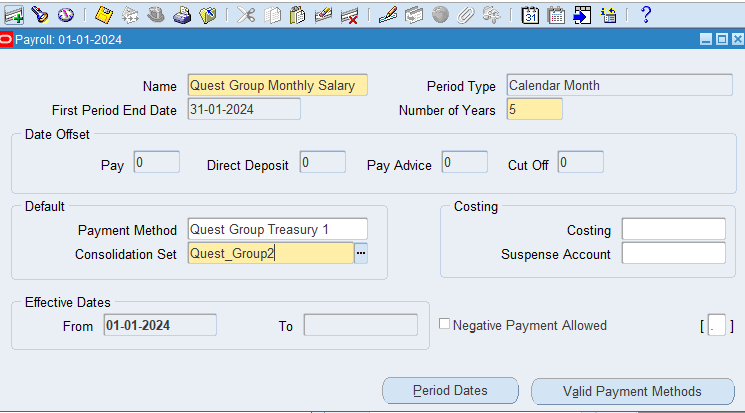 Payroll: 01-01-2024
Name Quest Group Monthly Salary Period Type Calendar Month
First Period End Date 31-01-2024 Number of Years 5
Date Offset
Pay 0 Direct Deposit 0 Pay Advice 0 Cut Off 0
Default Costing
Payment Method Quest Group Treasury 1 Costing
Consolidation Set Quest_Group2 ... Suspense Account
Effective Dates
From 01-01-2024 To Negative Payment Allowed [ . ]
Period Dates Valid Payment Methods